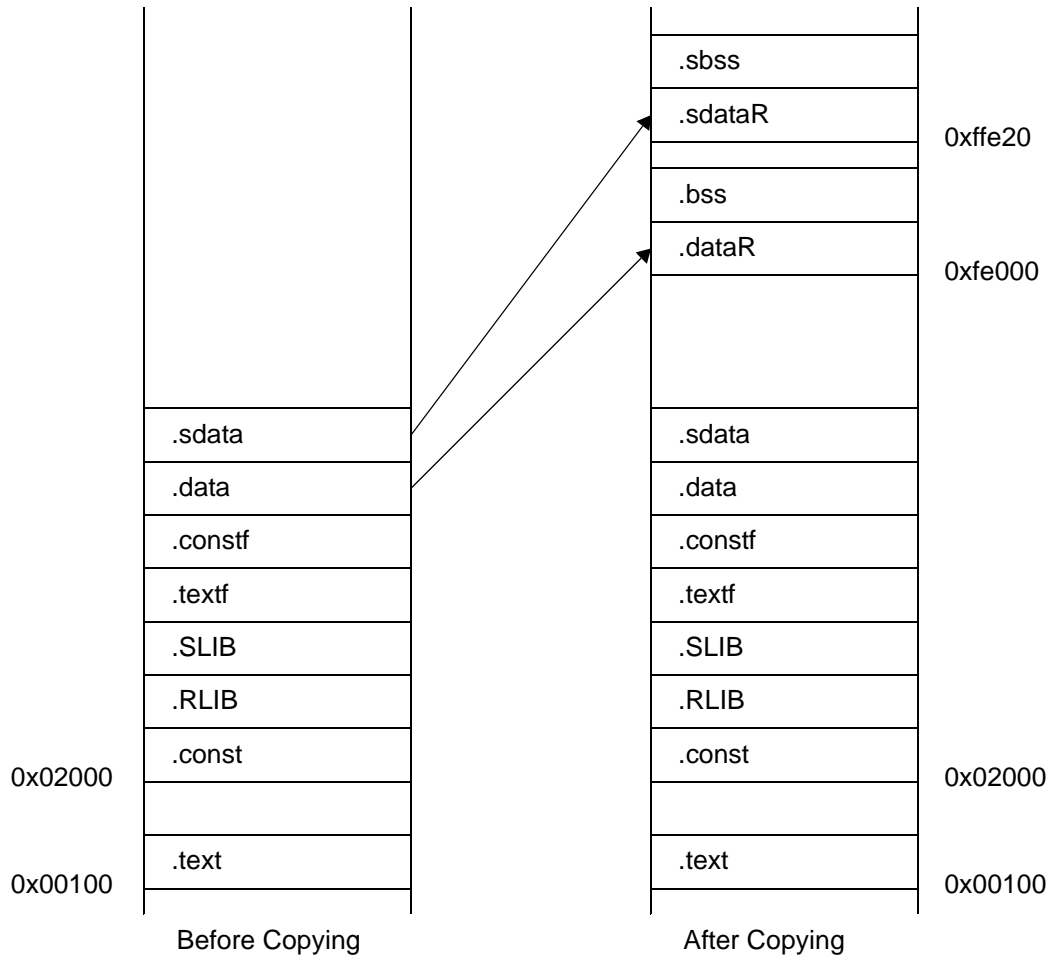 .sbss
.sdataR
0xffe20
.bss
.dataR
0xfe000
.sdata
.sdata
.data
.data
.constf
.constf
.textf
.textf
.SLIB
.SLIB
.RLIB
.RLIB
.const
.const
0x02000
0x02000
.text
.text
0x00100
0x00100
Before Copying
After Copying